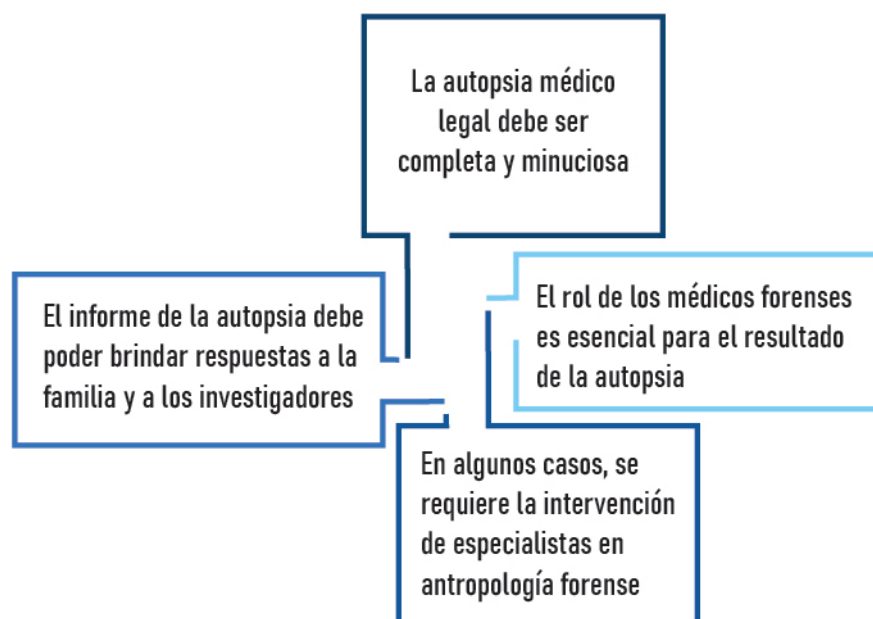 La autopsia médico
legal debe ser
completa y minuciosa
El informe de la autopsia debe
poder brindar respuestas a la
familia y a los investigadores
El rol de los médicos forenses
es esencial para el resultado
de la autopsia
En algunos casos, se
requiere la intervención
de especialistas en
antropología forense